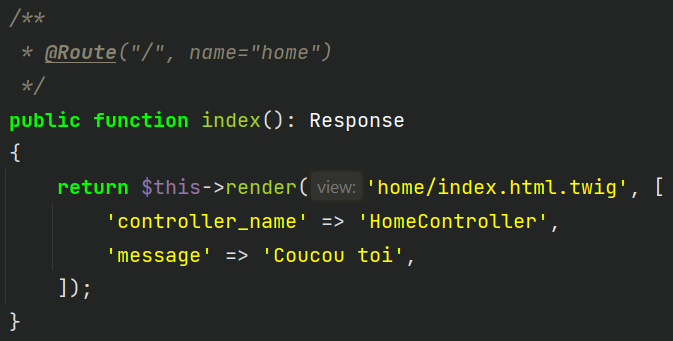 /**
 * @Route("/", name="home")
 */
public function index(): Response
{
    return $this->render( view: 'home/index.html.twig', [
        'controller_name' => 'HomeController',
        'message' => 'Coucou toi',
    ]);
}